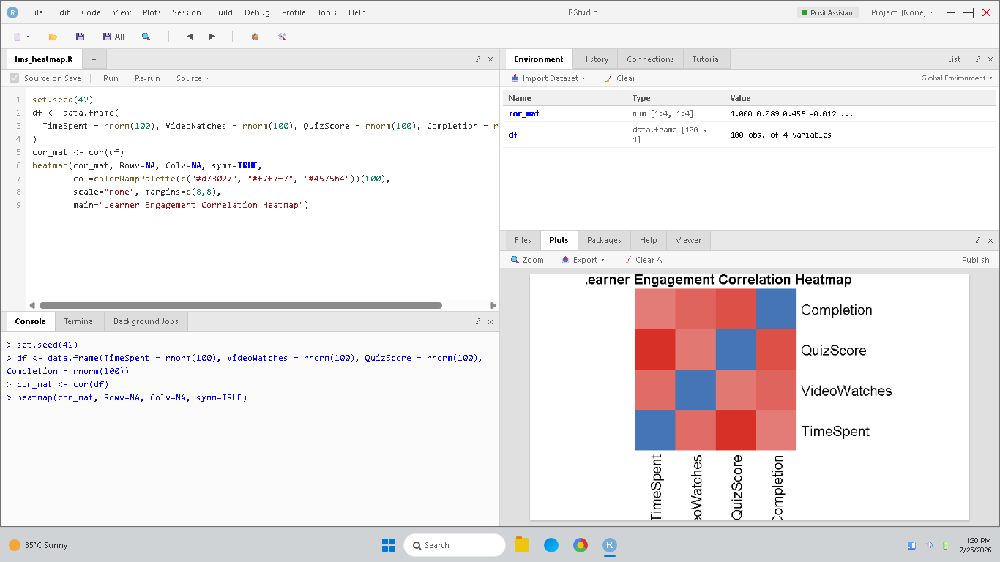 R File Edit Code View Plots Session Build Debug Profile Tools Help RStudio Posit Assistant Project: (None)
All
lms_heatmap.R +
Source on Save Run Re-run Source
1 set.seed(42)
2 df <- data.frame(
3 TimeSpent = rnorm(100), VideoWatches = rnorm(100), QuizScore = rnorm(100), Completion = r
4 )
5 cor_mat <- cor(df)
6 heatmap(cor_mat, Rowv=NA, Colv=NA, symm=TRUE,
7 col=colorRampPalette(c("#d73027", "#f7f7f7", "#4575b4"))(100),
8 scale="none", margins=c(8,8),
9 main="Learner Engagement Correlation Heatmap")
Console Terminal Background Jobs
> set.seed(42)
> df <- data.frame(TimeSpent = rnorm(100), VideoWatches = rnorm(100), QuizScore = rnorm(100),
Completion = rnorm(100))
> cor_mat <- cor(df)
> heatmap(cor_mat, Rowv=NA, Colv=NA, symm=TRUE)
Environment History Connections Tutorial List
Import Dataset Clear Global Environment
Name Type Value
cor_mat num [1:4, 1:4] 1.000 0.089 0.456 -0.012 ...
df data.frame [100 × 4] 100 obs. of 4 variables
Files Plots Packages Help Viewer
Zoom Export Clear All Publish
.earner Engagement Correlation Heatmap
Completion
QuizScore
VideoWatches
TimeSpent
TimeSpent
eoWatches
QuizScore
Completion
35°C Sunny Search R 1:30 PM
7/26/2026